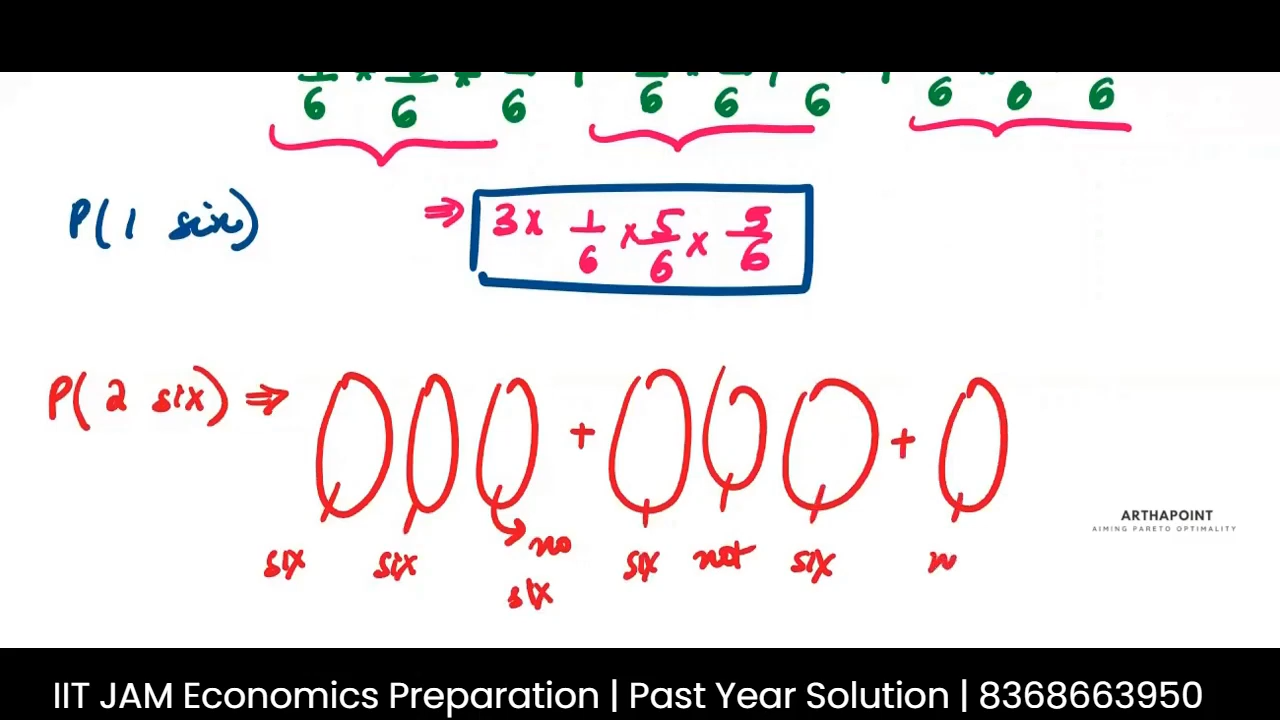 6 6 6 6 6 6 6 0 6
P(1 six) ⇒ 3 x 1/6 x 5/6 x 5/6
P(2 six) ⇒ + +
six six no six six not six n
ARTHAPOINT
AIMING PARETO OPTIMALITY
IIT JAM Economics Preparation | Past Year Solution | 8368663950